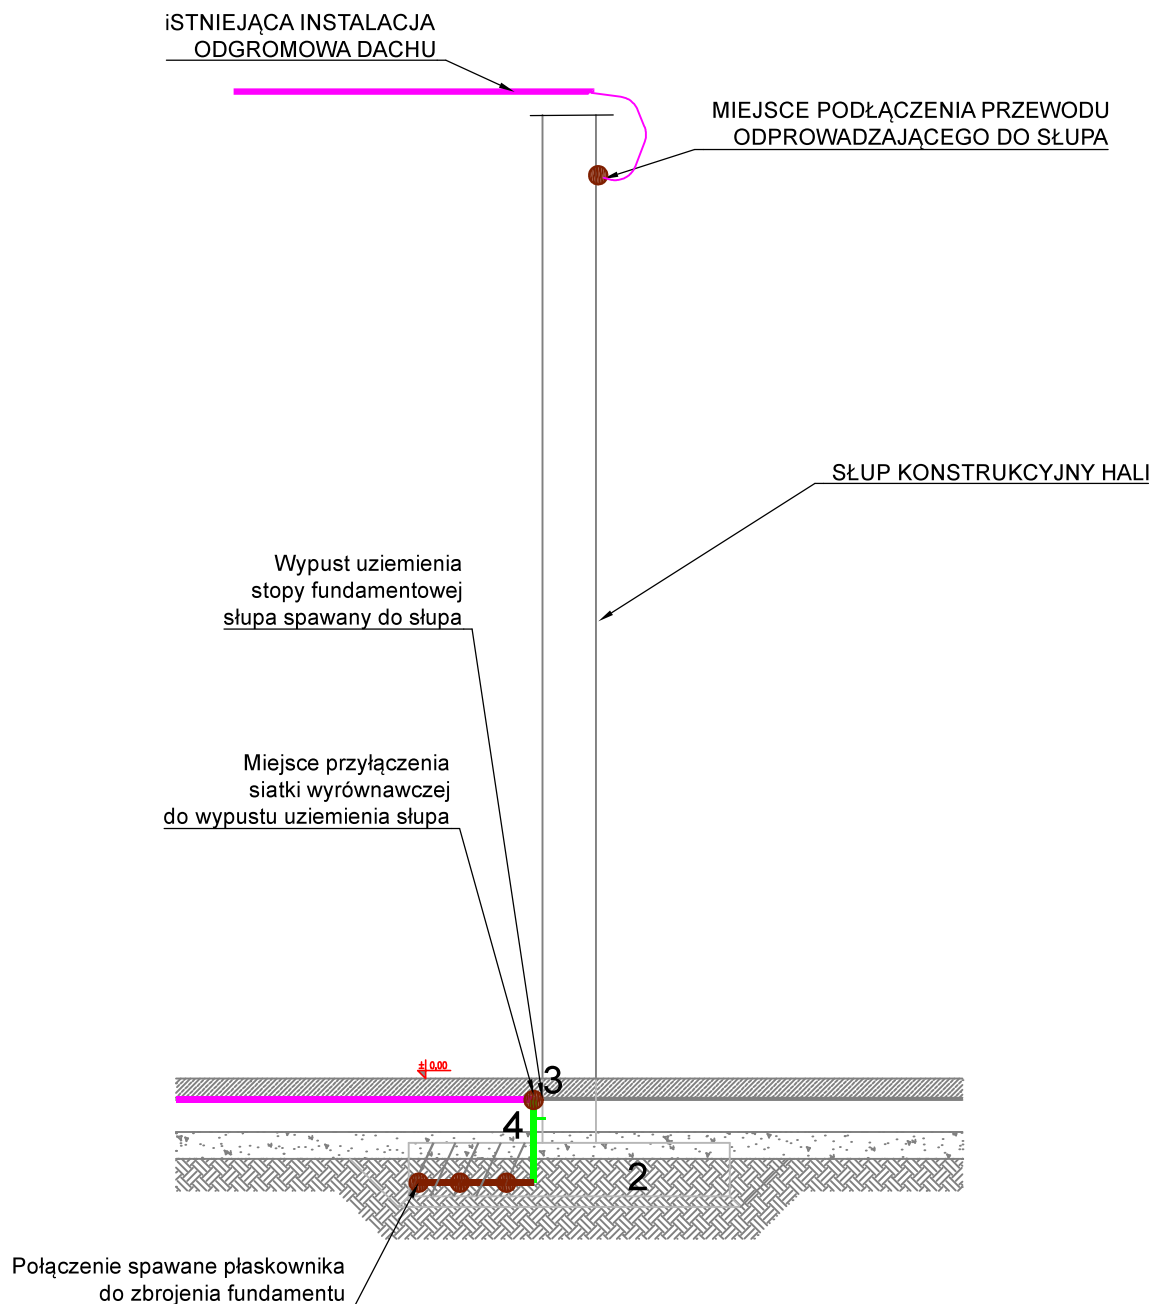 iSTNIEJĄCA INSTALACJA
ODGROMOWA DACHU
MIEJSCE PODŁĄCZENIA PRZEWODU
ODPROWADZAJĄCEGO DO SŁUPA
SŁUP KONSTRUKCYJNY HALI
Wypust uziemienia
stopy fundamentowej
słupa spawany do słupa
Miejsce przyłączenia
siatki wyrównawczej
do wypustu uziemienia słupa
± 0,00
3
4
2
Połączenie spawane płaskownika
do zbrojenia fundamentu